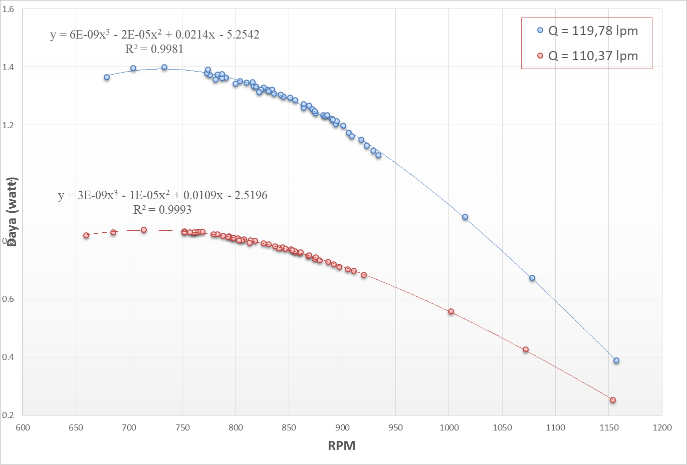 1.6
1.4
1.2
0.6
0.4
0.2
y = 6E-09x³ - 2E-05x² + 0.0214x - 5.2542
R² = 0.9981
y = 3E-09x³ - 1E-05x² + 0.0109x - 2.5196
R² = 0.9993
Q = 119,78 lpm
Q = 110,37 lpm
Daya (watt)
600 650 700 750 800 850 900 950 1000 1050 1100 1150 1200
RPM